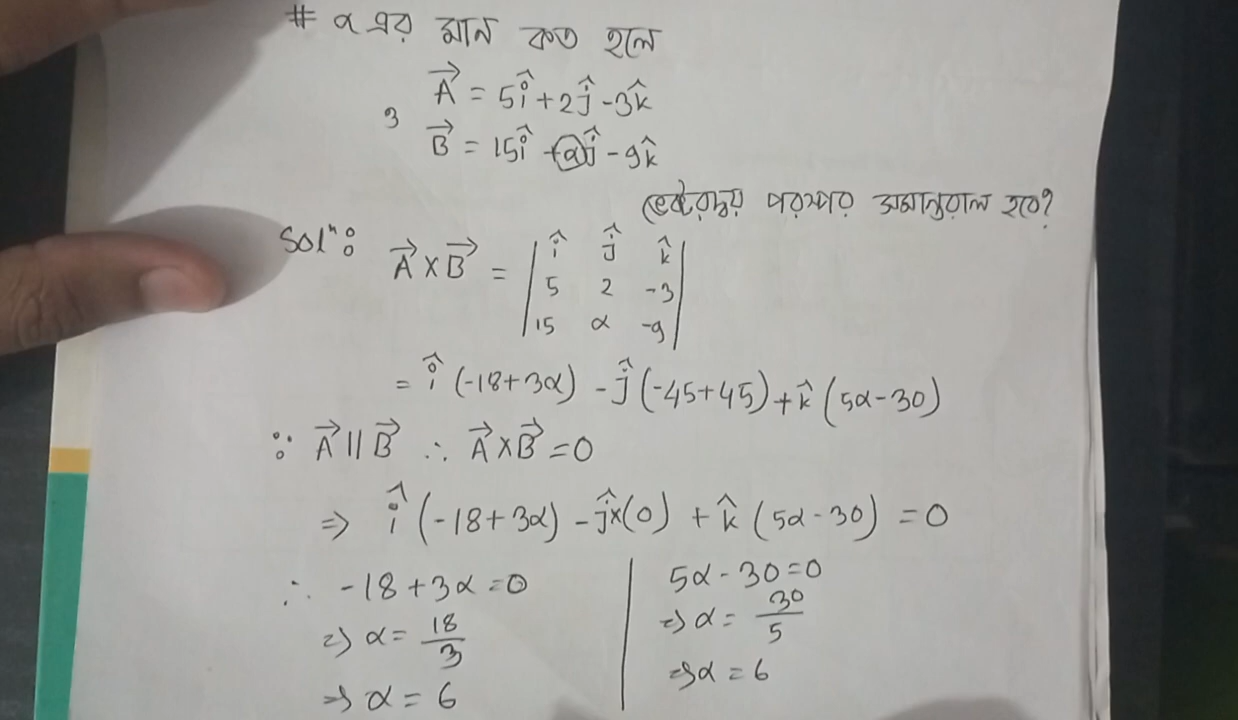 # α এর মান কত হলে
A⃗ = 5î + 2ĵ - 3k̂
ও B⃗ = 15î + αĵ - 9k̂
ভেক্টরদ্বয় পরস্পর সমান্তরাল হবে?
Solⁿ: A⃗ × B⃗ = | î ĵ k̂ |
| 5 2 -3 |
| 15 α -9 |
= î (-18+3α) - ĵ (-45+45) + k̂ (5α-30)
∵ A⃗ || B⃗ ∴ A⃗ × B⃗ = 0
⇒ î (-18+3α) - ĵ×(0) + k̂ (5α-30) = 0
∴ -18+3α = 0
⇒ α = 18/3
⇒ α = 6
5α - 30 = 0
⇒ α = 30/5
⇒ α = 6